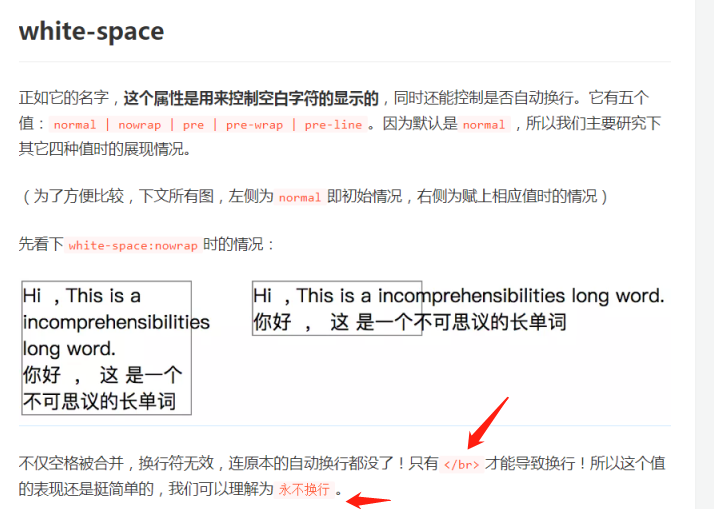 white-space
正如它的名字，这个属性是用来控制空白字符的显示的，同时还能控制是否自动换行。它有五个
值：normal | nowrap | pre | pre-wrap | pre-line。因为默认是 normal，所以我们主要研究下
其它四种值时的展现情况。
（为了方便比较，下文所有图，左侧为 normal 即初始情况，右侧为赋上相应值时的情况）
先看下 white-space:nowrap 时的情况：
Hi ，This is a
incomprehensibilities
long word.
你好 ， 这 是一个
不可思议的长单词
Hi ，This is a incomprehensibilities long word.
你好 ， 这 是一个不可思议的长单词
不仅空格被合并，换行符无效，连原本的自动换行都没了！只有 </br> 才能导致换行！所以这个值
的表现还是挺简单的，我们可以理解为 永不换行 。